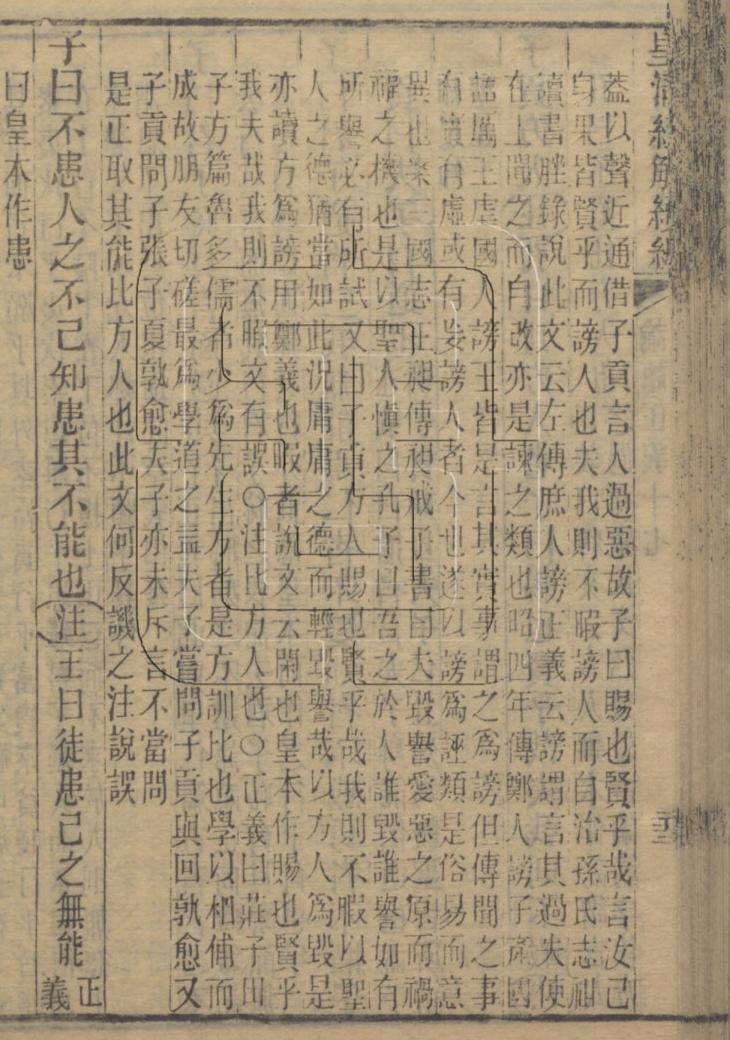 皇清經解續編
蓋以聲近通借子貢言人過惡故子曰賜也賢乎哉言汝己
身果皆賢乎而謗人也夫我則不暇謗人而自治孫氏志祖
讀書脞錄說此文云左傳庶人謗正義云謗謂言其過失使
在上聞之而自改亦是諫之類也昭四年傳鄭人謗子產國
語厲王虐國人謗王皆是言其實事謂之為謗但傳聞之事
有實有虛或有妄謗人者今世遂以謗為誣類是俗易而意
異也案三國志王昶傳昶戒子書曰夫毀譽愛惡之原而禍
福之機也是以聖人慎之孔子曰吾之於人誰毀誰譽如有
所譽必有所試又曰子貢方人賜也賢乎哉我則不暇以聖
人之德猶當如此況庸庸之德而輕毀譽哉以方人為毀是
亦讀方為謗用鄭義也暇者說文云閑也皇本作賜也賢乎
我夫哉我則不暇文有誤○注比方人也○正義曰莊子田
子方篇魯多儒者少為先生方者是方訓比也學以相俌而
成故朋友切磋最為學道之益夫子嘗問子貢與回孰愈又
子貢問子張子夏孰愈夫子亦未斥言不當問
是正取其能比方人也此文何反譏之注說誤
子曰不患人之不己知患其不能也注王曰徒患己之無能
正義
曰皇本作患